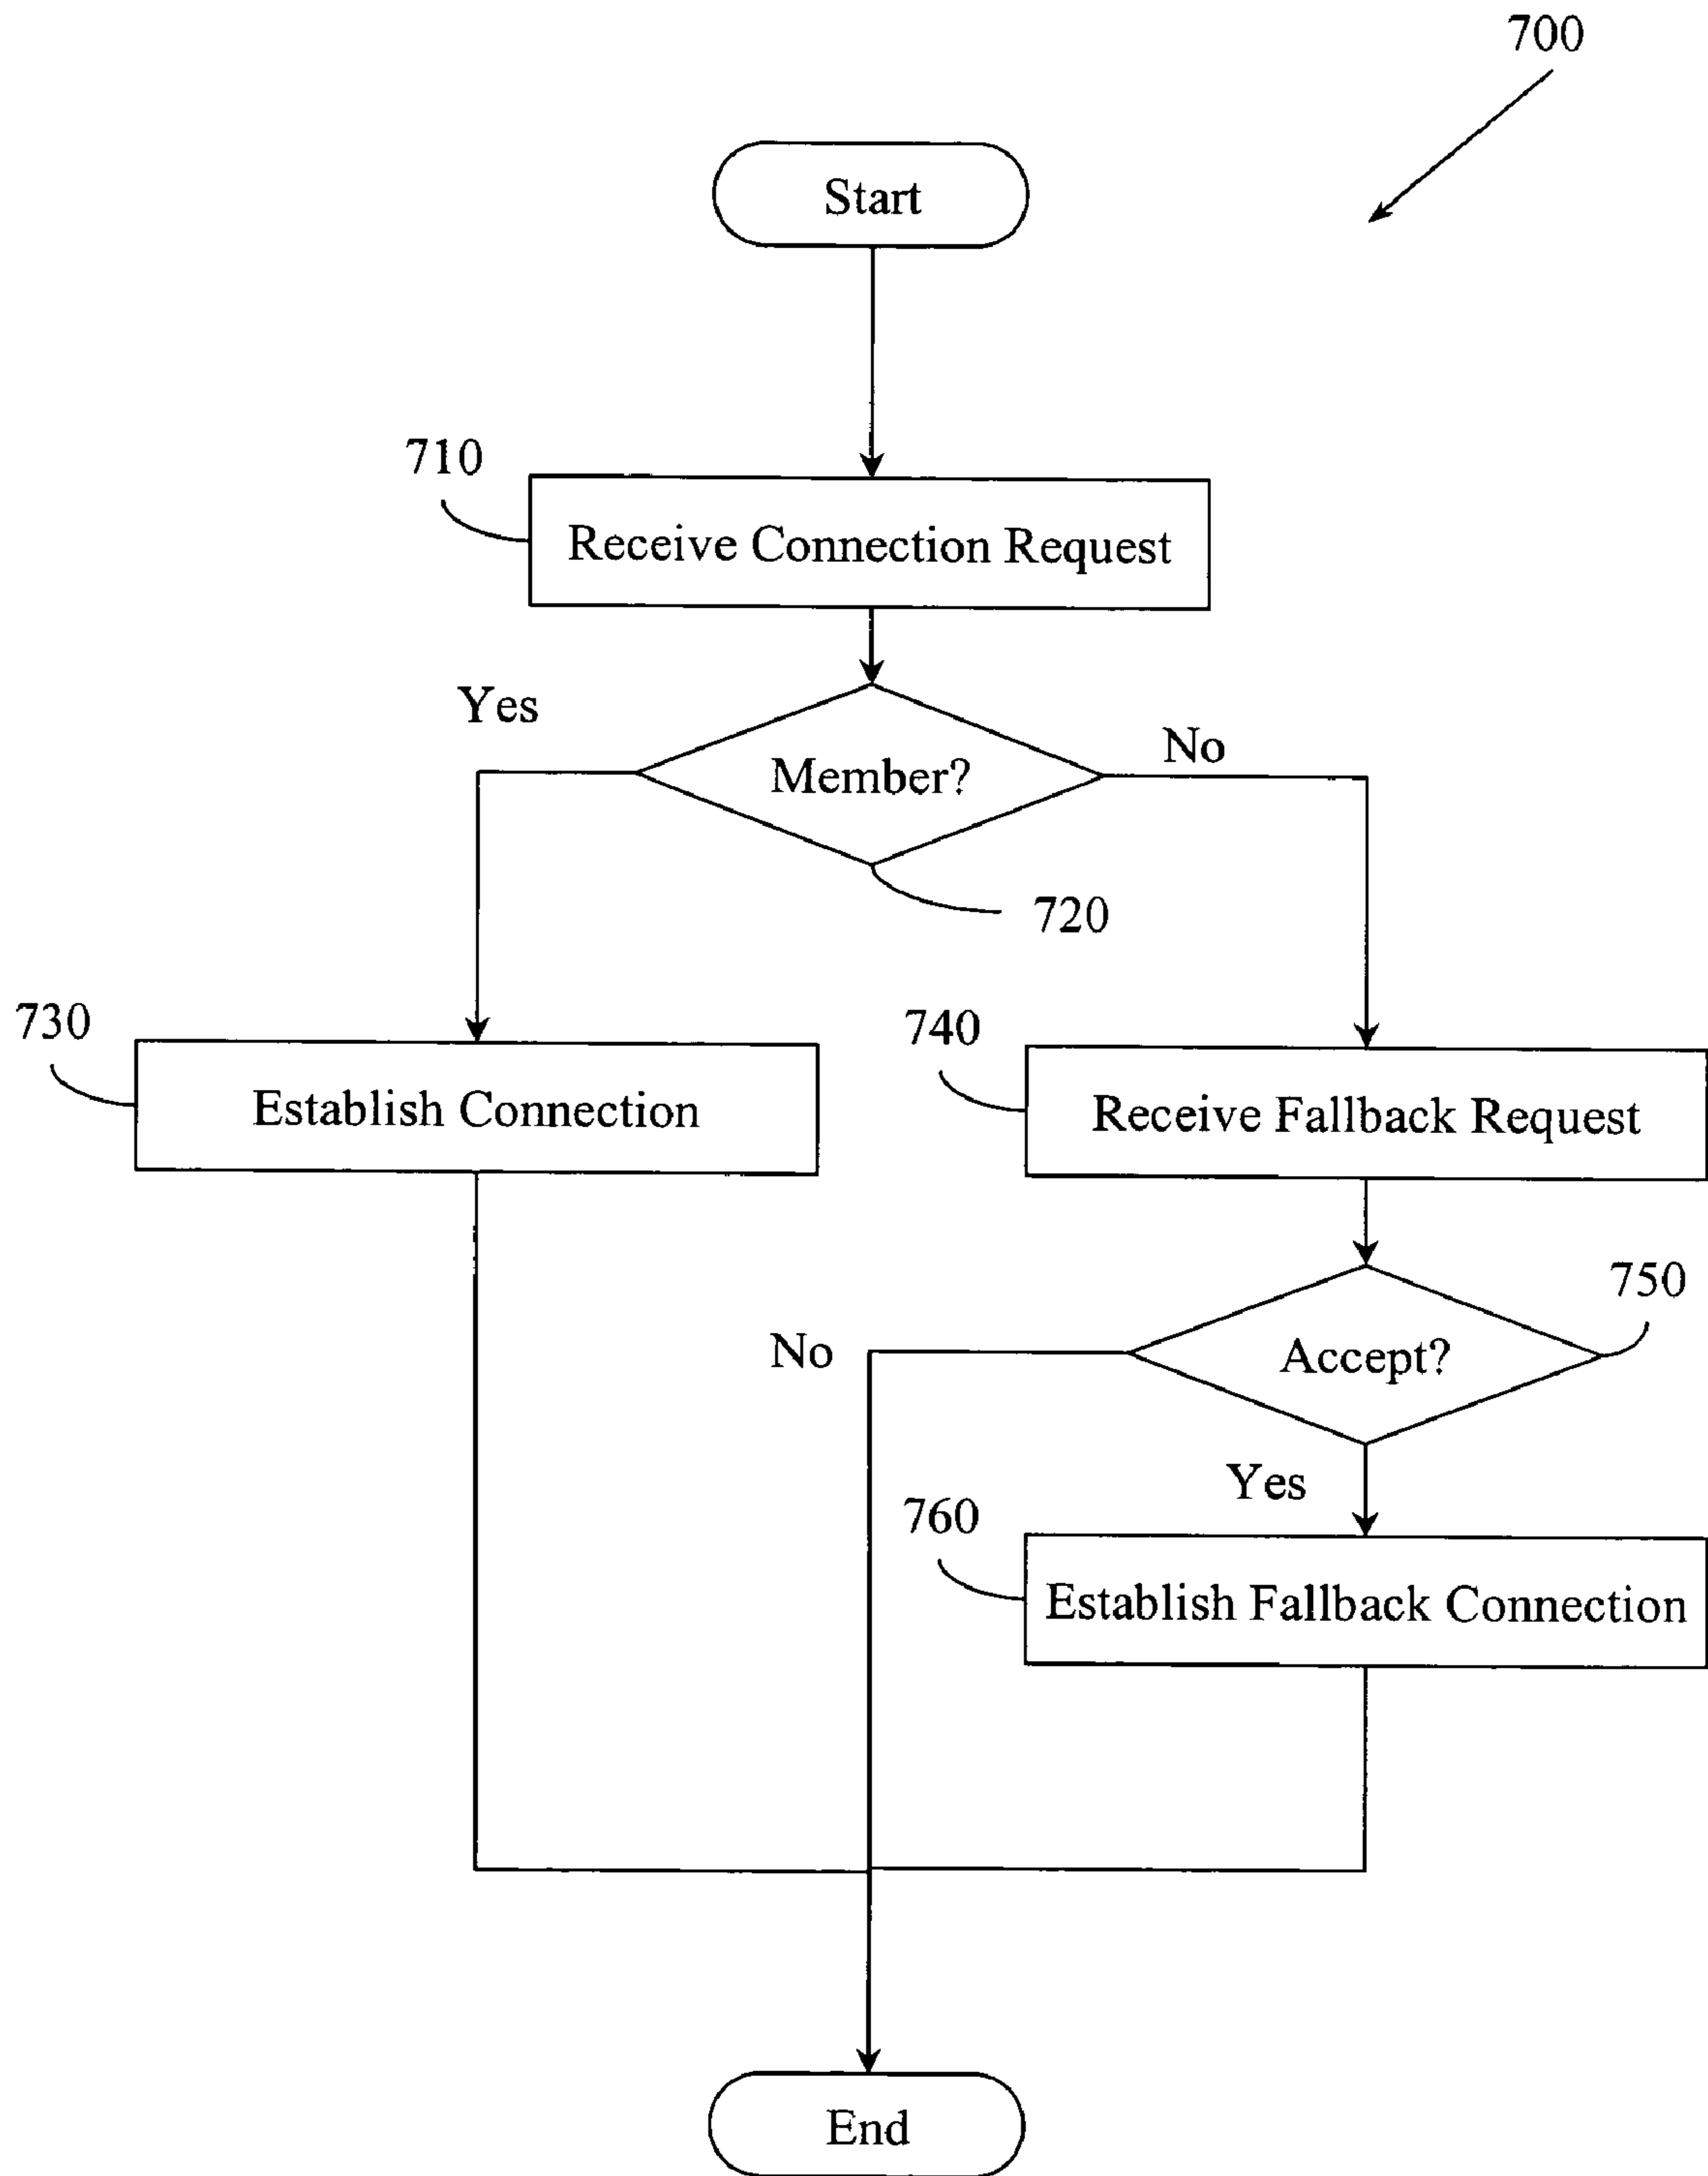 700
Start
710
Receive Connection Request
Yes
No
Member?
720
730
740
Establish Connection
Receive Fallback Request
750
No
Accept?
Yes
760
Establish Fallback Connection
End